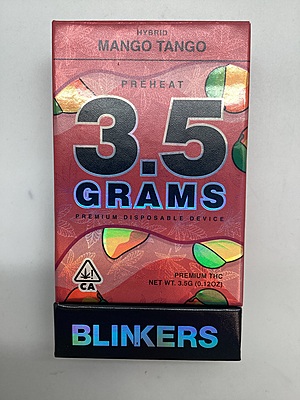 HYBRID
MANGO TANGO
PREHEAT
3.5
GRAMS
PREMIUM DISPOSABLE DEVICE
CA
PREMIUM THC
NET WT. 3.5G (0.12OZ)
BLINKERS